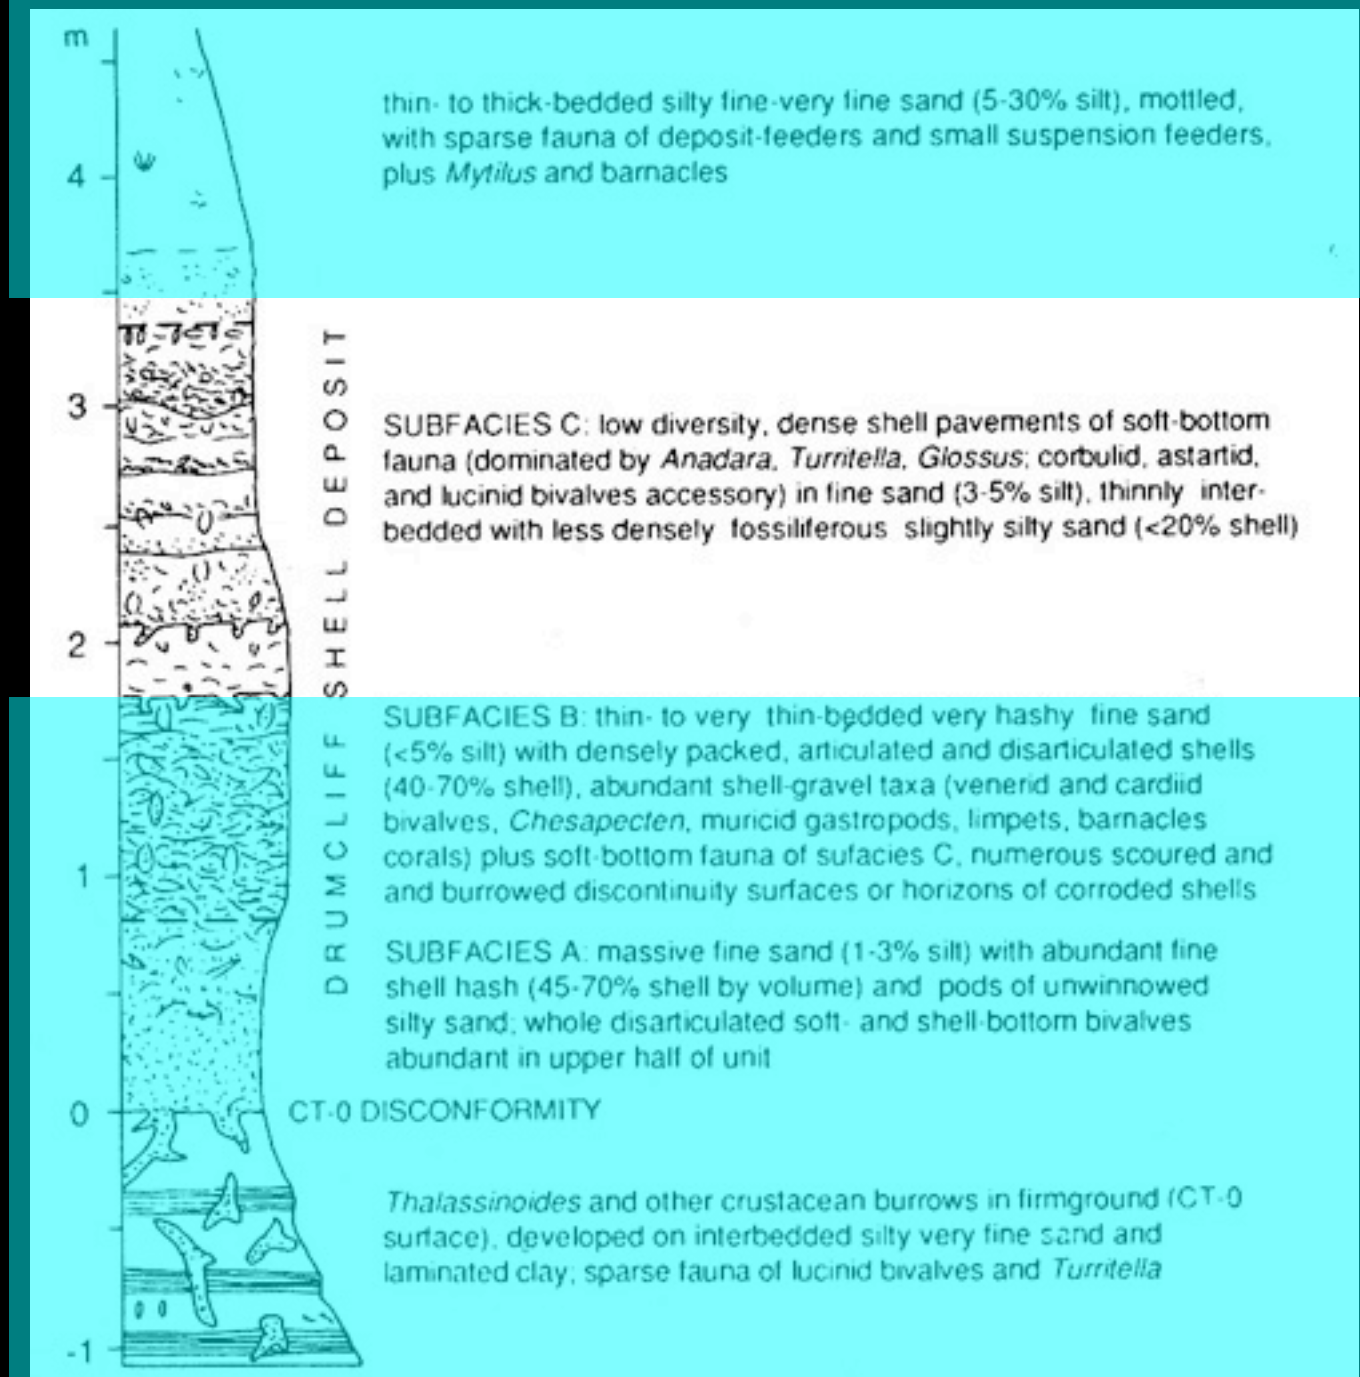 m
thin- to thick-bedded silty fine-very fine sand (5-30% silt), mottled,
with sparse fauna of deposit-feeders and small suspension feeders,
plus Mytilus and barnacles
4
3
SUBFACIES C: low diversity, dense shell pavements of soft-bottom
fauna (dominated by Anadara, Turritella, Glossus; corbulid, astartid,
and lucinid bivalves accessory) in fine sand (3-5% silt), thinnly inter-
bedded with less densely fossiliferous slightly silty sand (<20% shell)
2
DRUMCLIFF SHELL DEPOSIT
SUBFACIES B: thin- to very thin-bedded very hashy fine sand
(<5% silt) with densely packed, articulated and disarticulated shells
(40-70% shell), abundant shell-gravel taxa (venerid and cardiid
bivalves, Chesapecten, muricid gastropods, limpets, barnacles
corals) plus soft-bottom fauna of sufacies C, numerous scoured and
and burrowed discontinuity surfaces or horizons of corroded shells
1
SUBFACIES A: massive fine sand (1-3% silt) with abundant fine
shell hash (45-70% shell by volume) and pods of unwinnowed
silty sand; whole disarticulated soft- and shell-bottom bivalves
abundant in upper half of unit
0
CT-0 DISCONFORMITY
Thalassinoides and other crustacean burrows in firmground (CT-0
surface), developed on interbedded silty very fine sand and
laminated clay; sparse fauna of lucinid bivalves and Turritella
-1